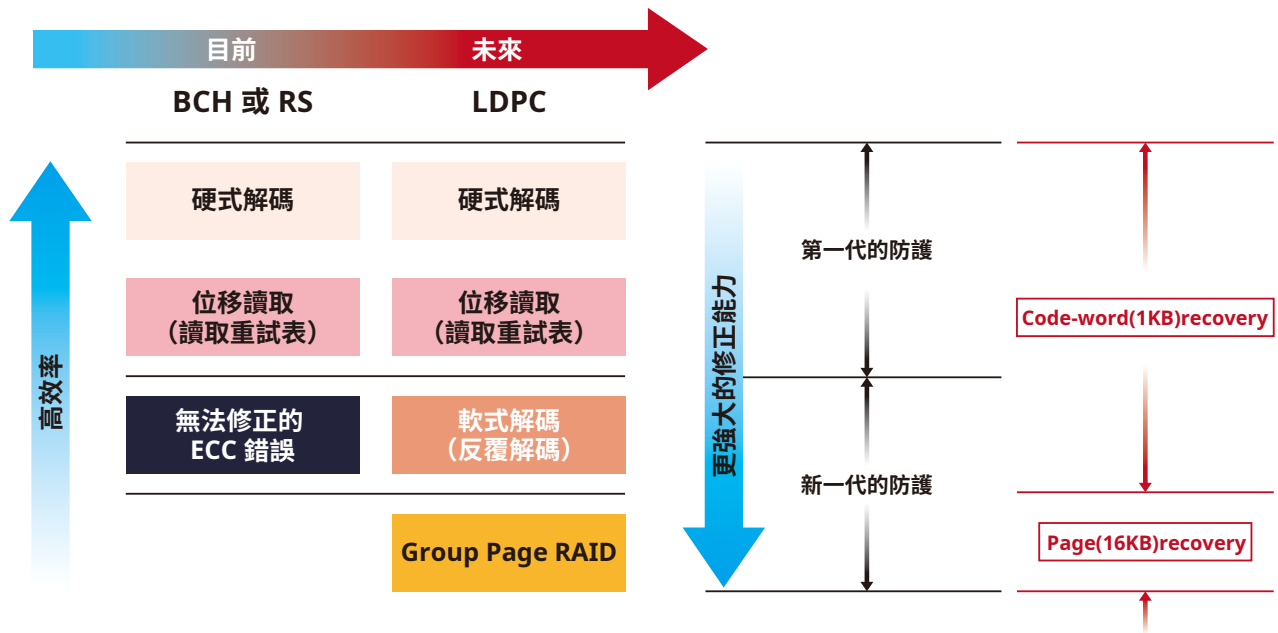 目前
未來
BCH 或 RS
LDPC
高效率
硬式解碼
硬式解碼
位移讀取
（讀取重試表）
位移讀取
（讀取重試表）
無法修正的
ECC 錯誤
軟式解碼
（反覆解碼）
Group Page RAID
更強大的修正能力
第一代的防護
新一代的防護
Code-word(1KB)recovery
Page(16KB)recovery